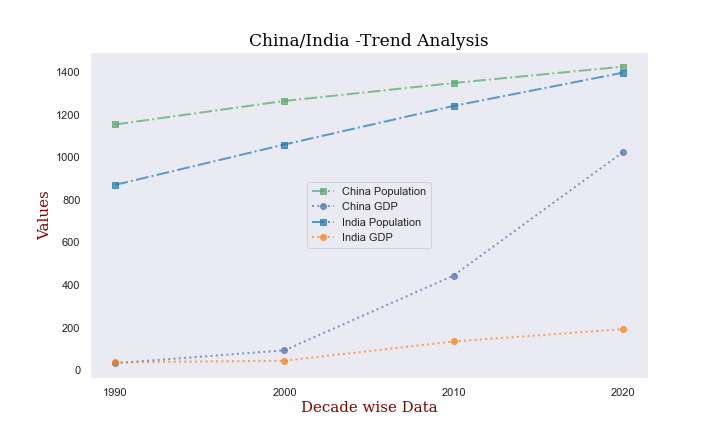 China/India -Trend Analysis
Values
1400
1200
1000
800
600
400
200
0
China Population
China GDP
India Population
India GDP
1990
2000
2010
2020
Decade wise Data